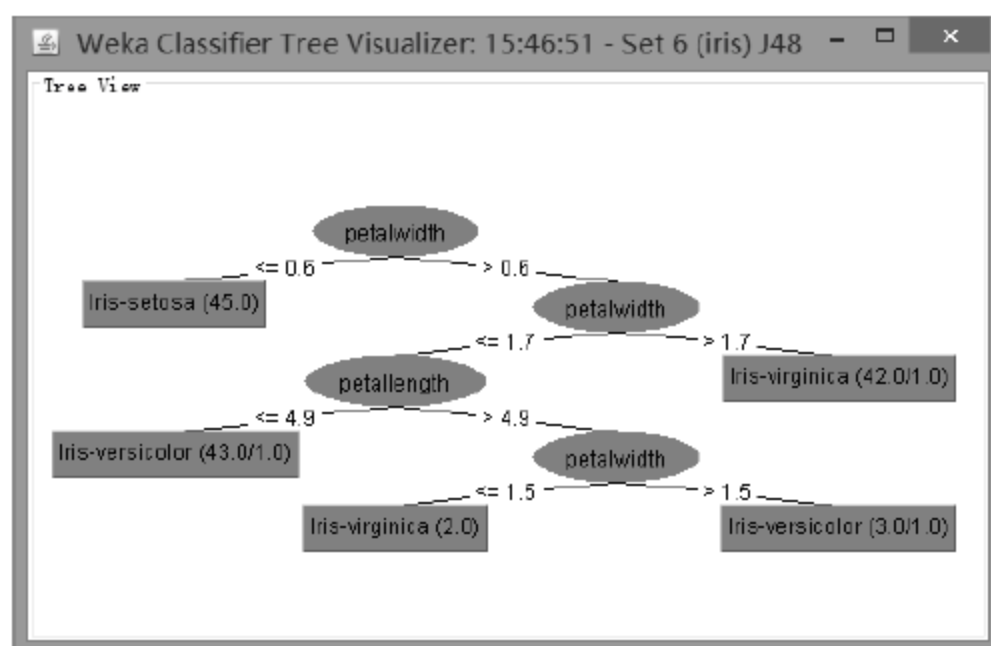 Weka Classifier Tree Visualizer: 15:46:51 - Set 6 (iris) J48
Tree View
petalwidth
<= 0.6
> 0.6
Iris-setosa (45.0)
petalwidth
<= 1.7
> 1.7
petallength
Iris-virginica (42.0/1.0)
<= 4.9
> 4.9
Iris-versicolor (43.0/1.0)
petalwidth
<= 1.5
> 1.5
Iris-virginica (2.0)
Iris-versicolor (3.0/1.0)